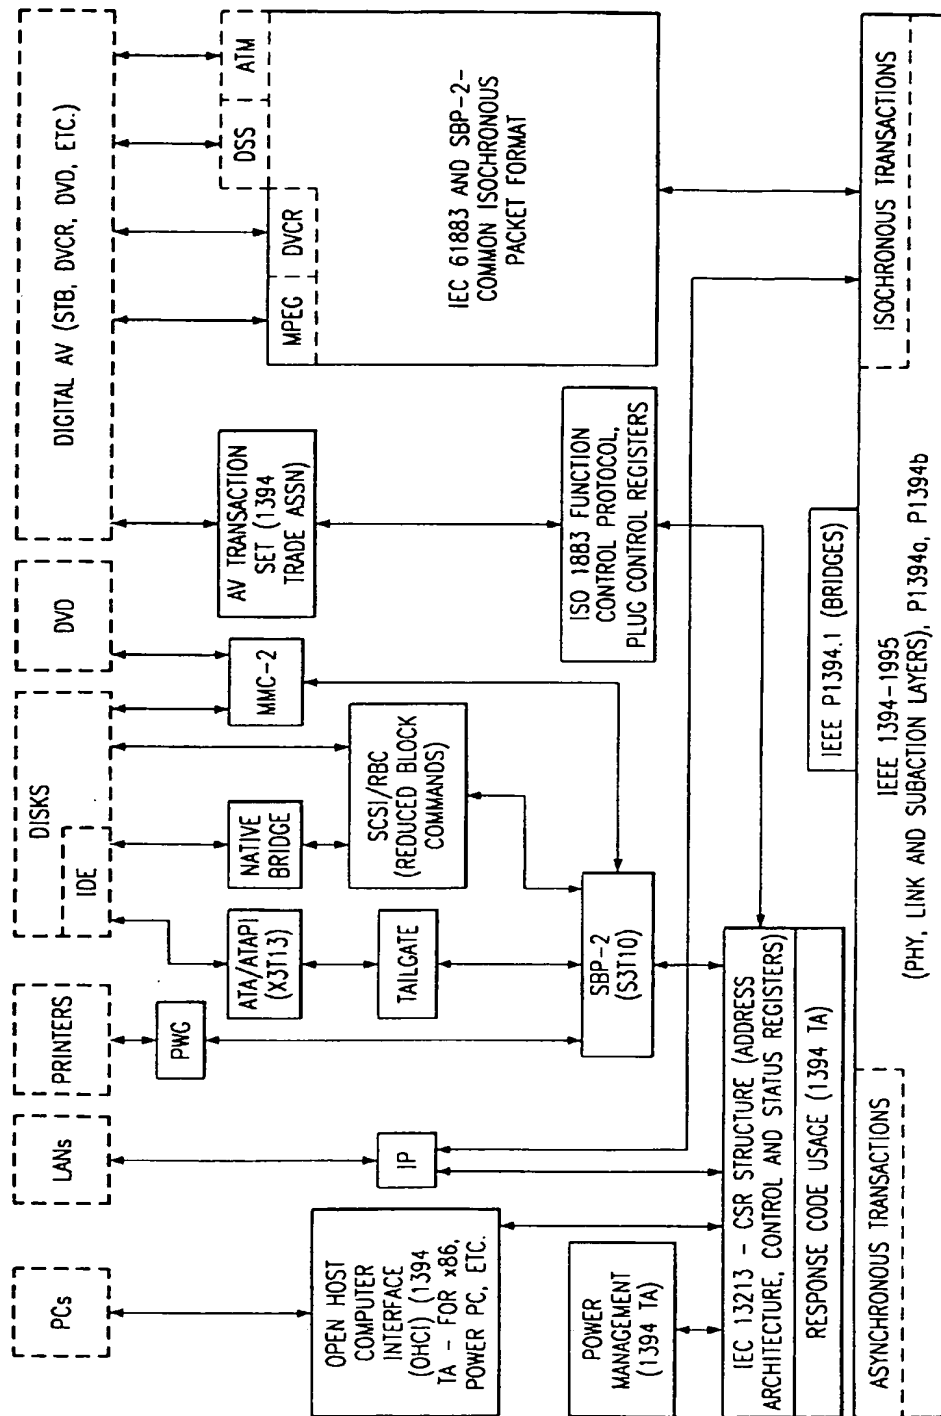 PCs
LANs
PRINTERS
DISKS
IDE
DVD
DIGITAL AV (STB, DVCR, DVD, ETC.)
PWG
ATA/ATAPI
(X3T13)
NATIVE
BRIDGE
MMC-2
AV TRANSACTION
SET (1394
TRADE ASSN)
DSS
ATM
MPEG
DVCR
OPEN HOST
COMPUTER
INTERFACE
(OHCI) (1394
TA - FOR x86,
POWER PC, ETC.
IP
TAILGATE
SCSI/RBC
(REDUCED BLOCK
COMMANDS)
IEC 61883 AND SBP-2-
COMMON ISOCHRONOUS
PACKET FORMAT
POWER
MANAGEMENT
(1394 TA)
SBP-2
(S3T10)
ISO 1883 FUNCTION
CONTROL PROTOCOL,
PLUG CONTROL REGISTERS
IEC 13213 - CSR STRUCTURE (ADDRESS
ARCHITECTURE, CONTROL AND STATUS REGISTERS)
RESPONSE CODE USAGE (1394 TA)
IEEE P1394.1 (BRIDGES)
ASYNCHRONOUS TRANSACTIONS
ISOCHRONOUS TRANSACTIONS
IEEE 1394-1995
(PHY, LINK AND SUBACTION LAYERS), P1394a, P1394b